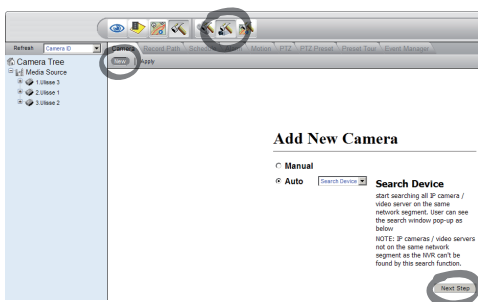 Refresh Camera ID
Camera Record Path Schedule Motion PTZ PTZ Preset Preset Tour Event Manager
New Apply
Camera Tree
Media Source
1.Ulisse 3
2.Ulisse 1
3.Ulisse 2
Add New Camera
Manual
Auto Search Device
Search Device
start searching all IP camera /
video server on the same
network segment. User can see
the search window pop-up as
below
NOTE: IP cameras / video servers
not on the same network
segment as the NVR can't be
found by this search function.
Next Step